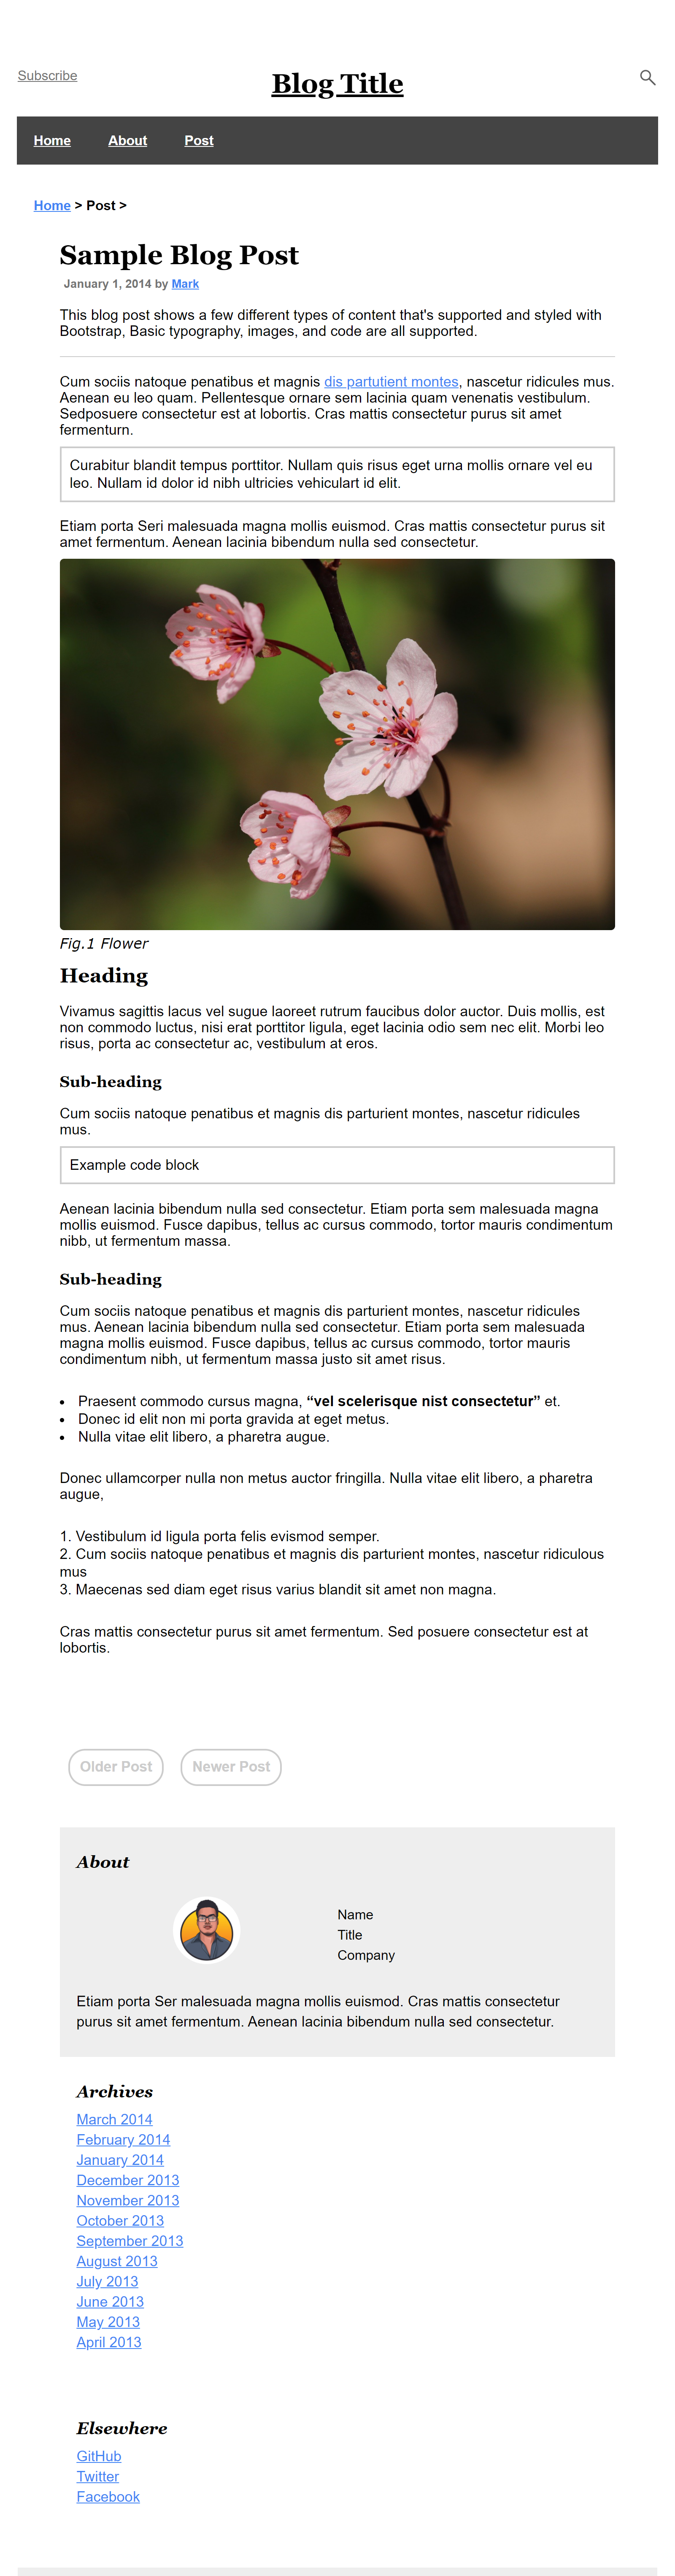 Subscribe
Blog Title
Home About Post
Home > Post >
Sample Blog Post
January 1, 2014 by Mark
This blog post shows a few different types of content that's supported and styled with
Bootstrap, Basic typography, images, and code are all supported.
Cum sociis natoque penatibus et magnis dis partutient montes, nascetur ridicules mus.
Aenean eu leo quam. Pellentesque ornare sem lacinia quam venenatis vestibulum.
Sedposuere consectetur est at lobortis. Cras mattis consectetur purus sit amet
fermenturn.
Curabitur blandit tempus porttitor. Nullam quis risus eget urna mollis ornare vel eu
leo. Nullam id dolor id nibh ultricies vehiculart id elit.
Etiam porta Seri malesuada magna mollis euismod. Cras mattis consectetur purus sit
amet fermentum. Aenean lacinia bibendum nulla sed consectetur.
Fig.1 Flower
Heading
Vivamus sagittis lacus vel sugue laoreet rutrum faucibus dolor auctor. Duis mollis, est
non commodo luctus, nisi erat porttitor ligula, eget lacinia odio sem nec elit. Morbi leo
risus, porta ac consectetur ac, vestibulum at eros.
Sub-heading
Cum sociis natoque penatibus et magnis dis parturient montes, nascetur ridicules
mus.
Example code block
Aenean lacinia bibendum nulla sed consectetur. Etiam porta sem malesuada magna
mollis euismod. Fusce dapibus, tellus ac cursus commodo, tortor mauris condimentum
nibb, ut fermentum massa.
Sub-heading
Cum sociis natoque penatibus et magnis dis parturient montes, nascetur ridicules
mus. Aenean lacinia bibendum nulla sed consectetur. Etiam porta sem malesuada
magna mollis euismod. Fusce dapibus, tellus ac cursus commodo, tortor mauris
condimentum nibh, ut fermentum massa justo sit amet risus.
• Praesent commodo cursus magna, “vel scelerisque nist consectetur” et.
• Donec id elit non mi porta gravida at eget metus.
• Nulla vitae elit libero, a pharetra augue.
Donec ullamcorper nulla non metus auctor fringilla. Nulla vitae elit libero, a pharetra
augue,
1. Vestibulum id ligula porta felis evismod semper.
2. Cum sociis natoque penatibus et magnis dis parturient montes, nascetur ridiculous
mus
3. Maecenas sed diam eget risus varius blandit sit amet non magna.
Cras mattis consectetur purus sit amet fermentum. Sed posuere consectetur est at
lobortis.
Older Post Newer Post
About
Name
Title
Company
Etiam porta Ser malesuada magna mollis euismod. Cras mattis consectetur
purus sit amet fermentum. Aenean lacinia bibendum nulla sed consectetur.
Archives
March 2014
February 2014
January 2014
December 2013
November 2013
October 2013
September 2013
August 2013
July 2013
June 2013
May 2013
April 2013
Elsewhere
GitHub
Twitter
Facebook